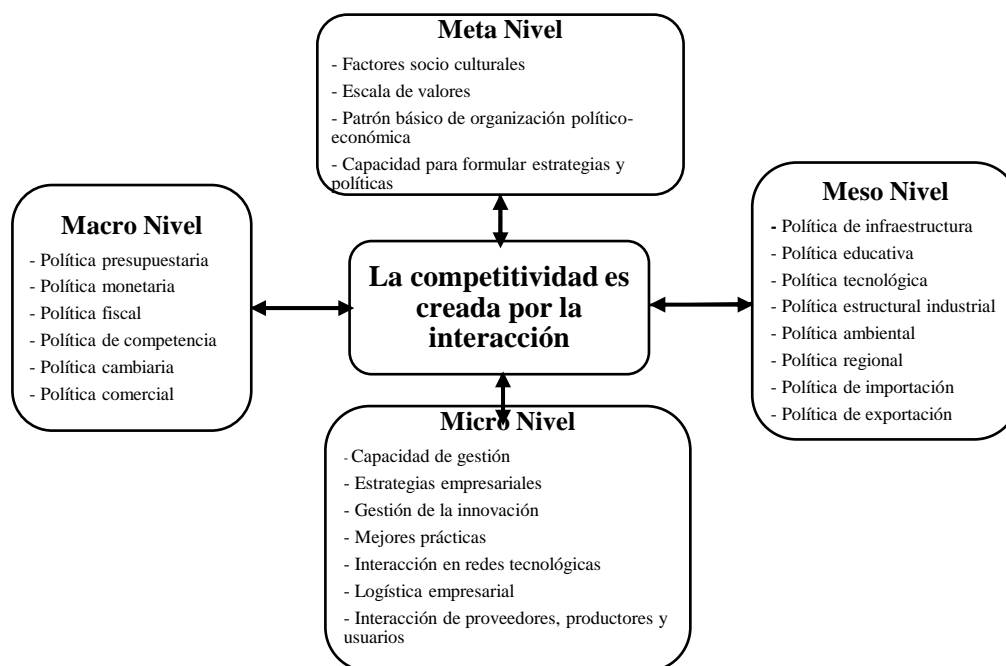 Meta Nivel
- Factores socio culturales
- Escala de valores
- Patrón básico de organización político-
económica
- Capacidad para formular estrategias y
políticas
Macro Nivel
- Política presupuestaria
- Política monetaria
- Política fiscal
- Política de competencia
- Política cambiaria
- Política comercial
La competitividad es
creada por la
interacción
Meso Nivel
- Política de infraestructura
- Política educativa
- Política tecnológica
- Política estructural industrial
- Política ambiental
- Política regional
- Política de importación
- Política de exportación
Micro Nivel
- Capacidad de gestión
- Estrategias empresariales
- Gestión de la innovación
- Mejores prácticas
- Interacción en redes tecnológicas
- Logística empresarial
- Interacción de proveedores, productores y
usuarios